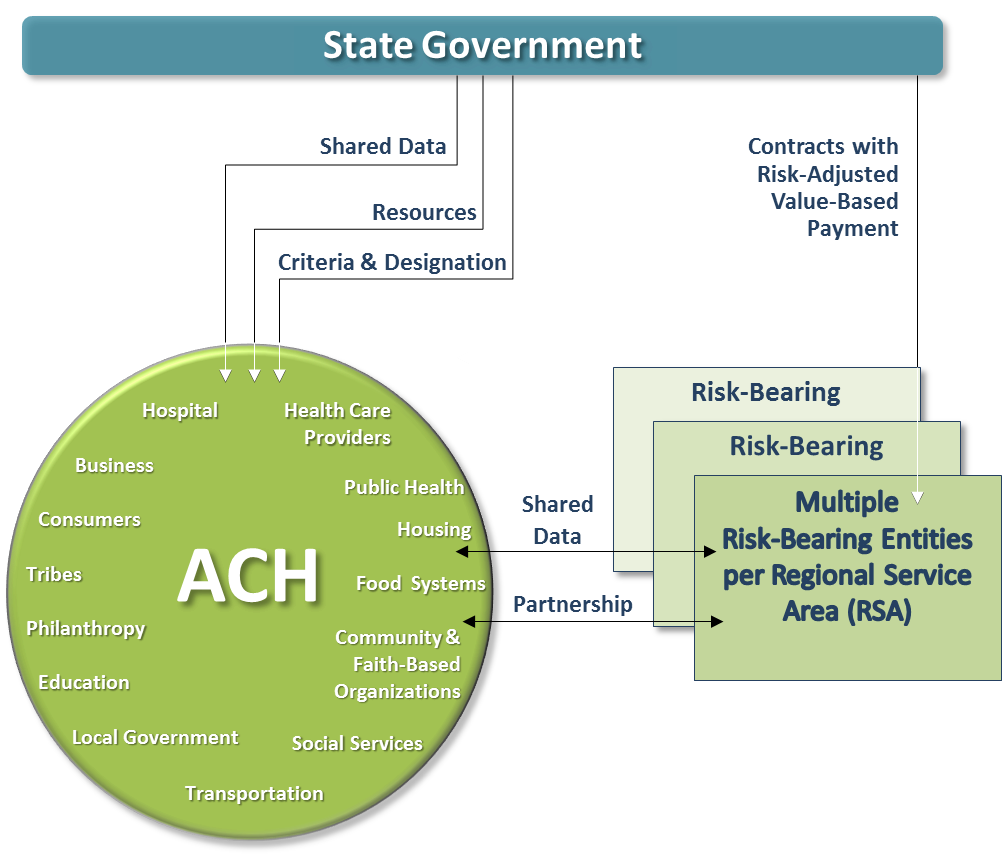 State Government
Shared Data
Resources
Criteria & Designation
Contracts with
Risk-Adjusted
Value-Based
Payment
Hospital
Health Care
Providers
Business
Public Health
Consumers
Housing
Tribes
ACH
Food Systems
Philanthropy
Community &
Faith-Based
Organizations
Education
Local Government
Social Services
Transportation
Shared
Data
Partnership
Risk-Bearing
Risk-Bearing
Multiple
Risk-Bearing Entities
per Regional Service
Area (RSA)